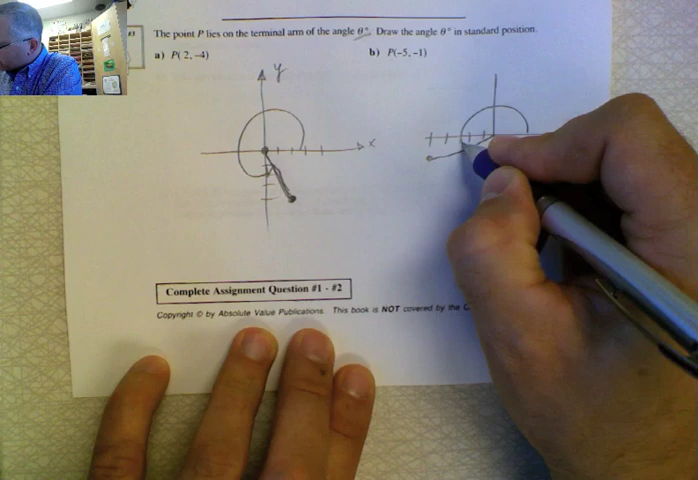 #3
The point P lies on the terminal arm of the angle θ°. Draw the angle θ° in standard position.
a) P( 2, –4)
b) P(–5, –1)
y
x
Complete Assignment Question #1 - #2
Copyright © by Absolute Value Publications. This book is NOT covered by the